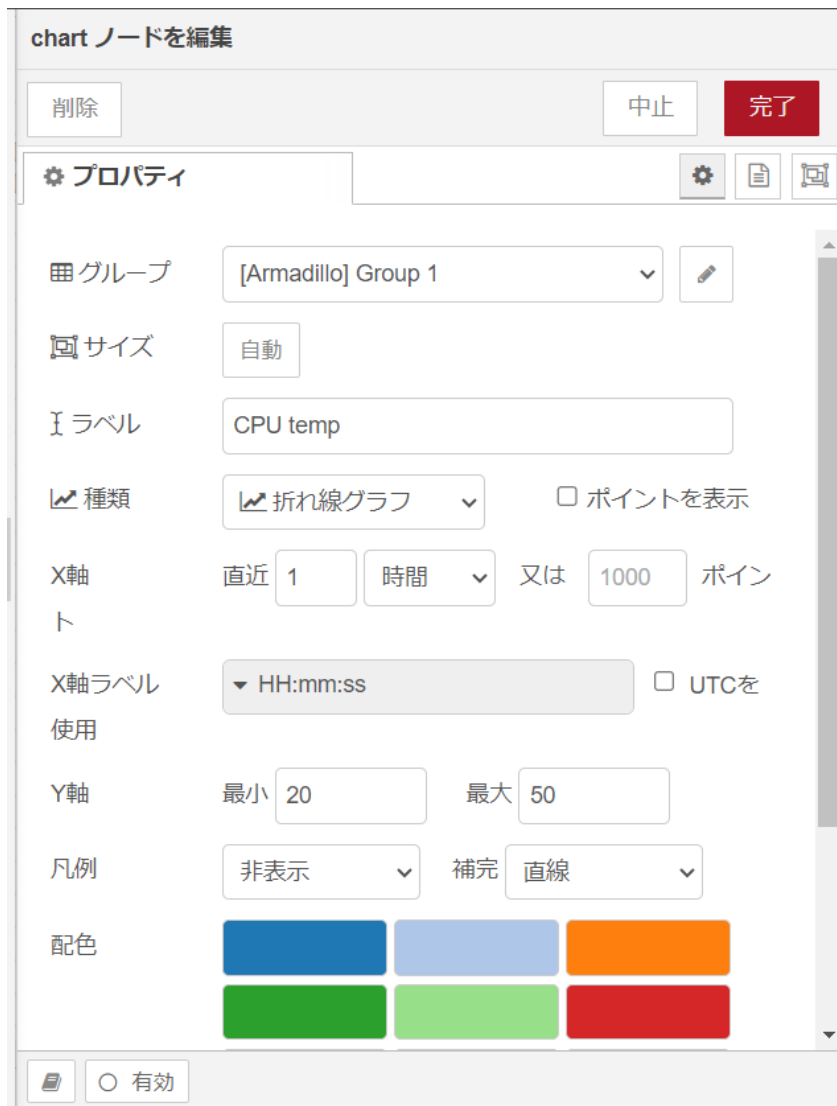 chart ノードを編集
削除 中止 完了
プロパティ
グループ [Armadillo] Group 1
サイズ 自動
ラベル CPU temp
種類 折れ線グラフ ポイントを表示
X軸 直近 1 時間 又は 1000 ポイン
ト
X軸ラベル HH:mm:ss UTCを
使用
Y軸 最小 20 最大 50
凡例 非表示 補完 直線
配色
有効